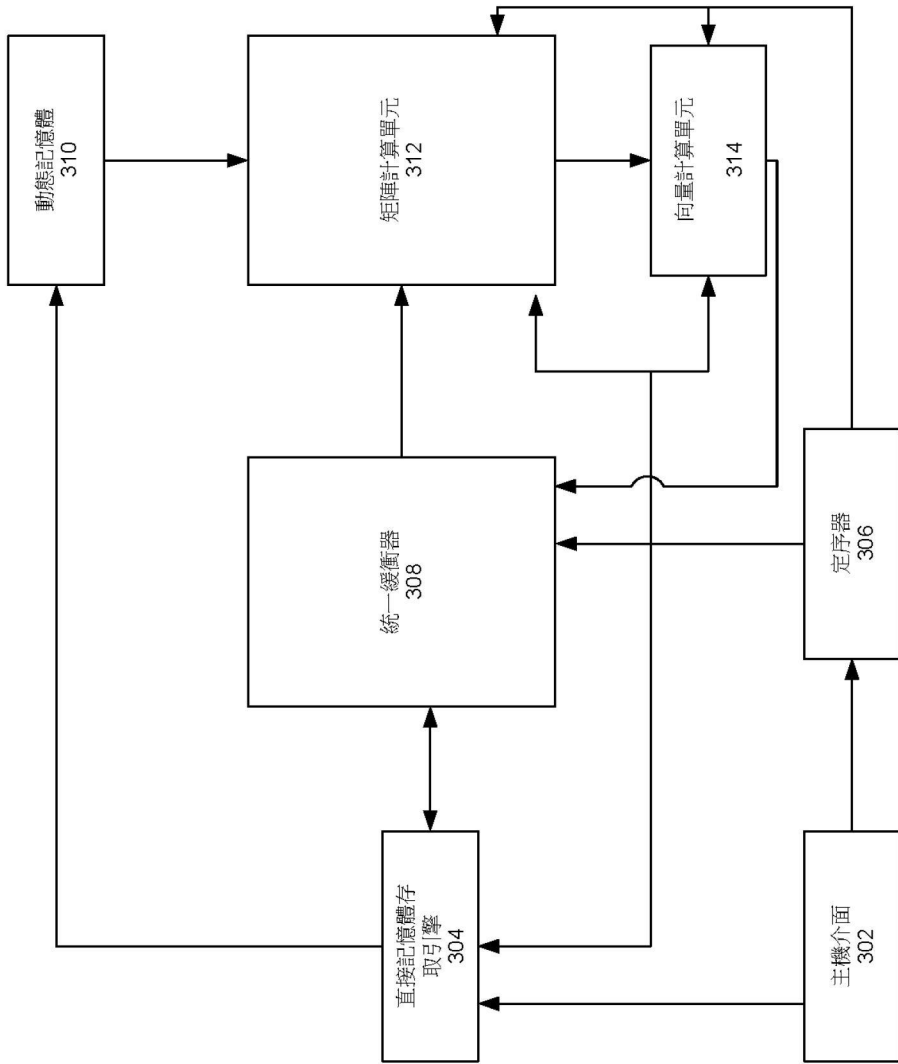 動態記憶體
310
矩陣計算單元
312
向量計算單元
314
統一緩衝器
308
定序器
306
直接記憶體存
取引擎
304
主機介面
302